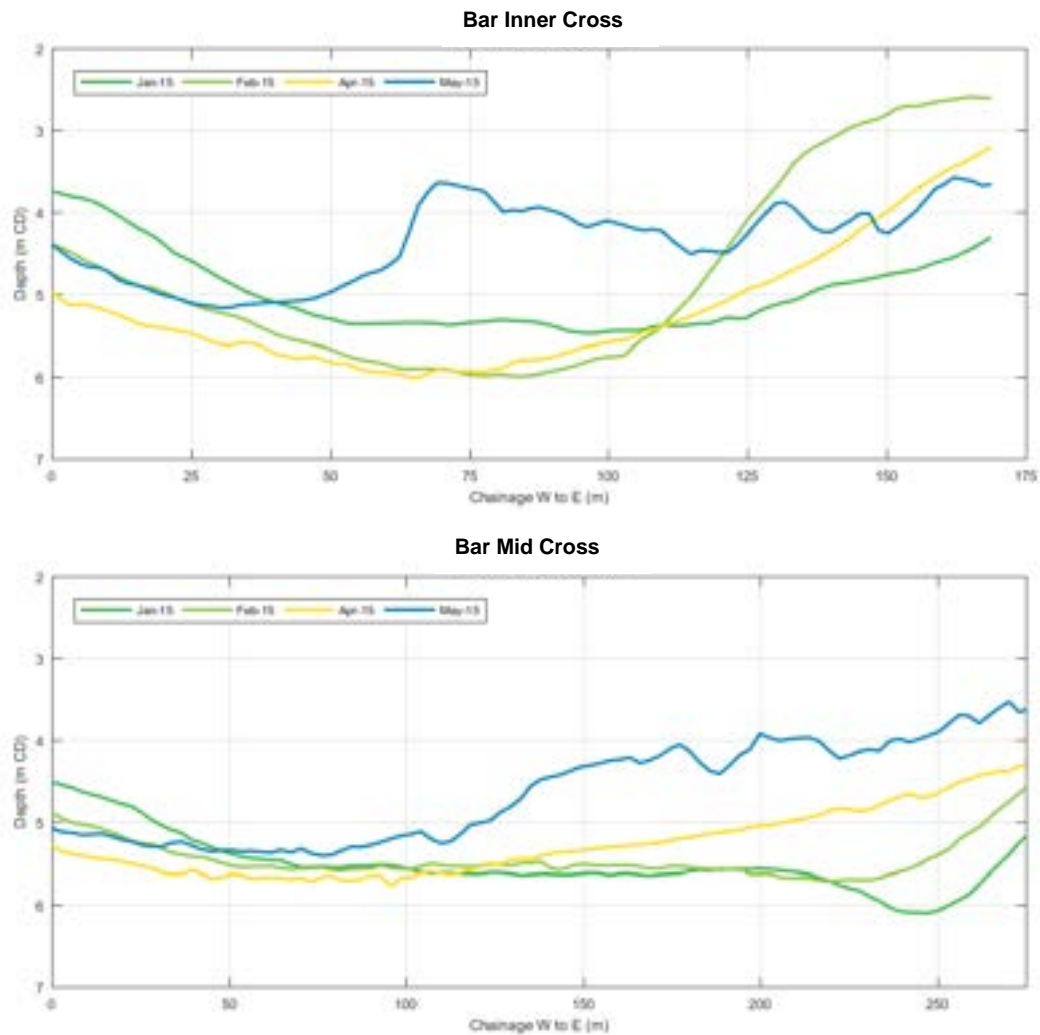 Bar Inner Cross
2
Jan-15 Feb-15 Apr-15 May-15
3
4
Depth (m CD)
5
6
7
0 25 50 75 100 125 150 175
Chainage W to E (m)
Bar Mid Cross
2
Jan-15 Feb-15 Apr-15 May-15
3
4
Depth (m CD)
5
6
7
0 50 100 150 200 250
Chainage W to E (m)